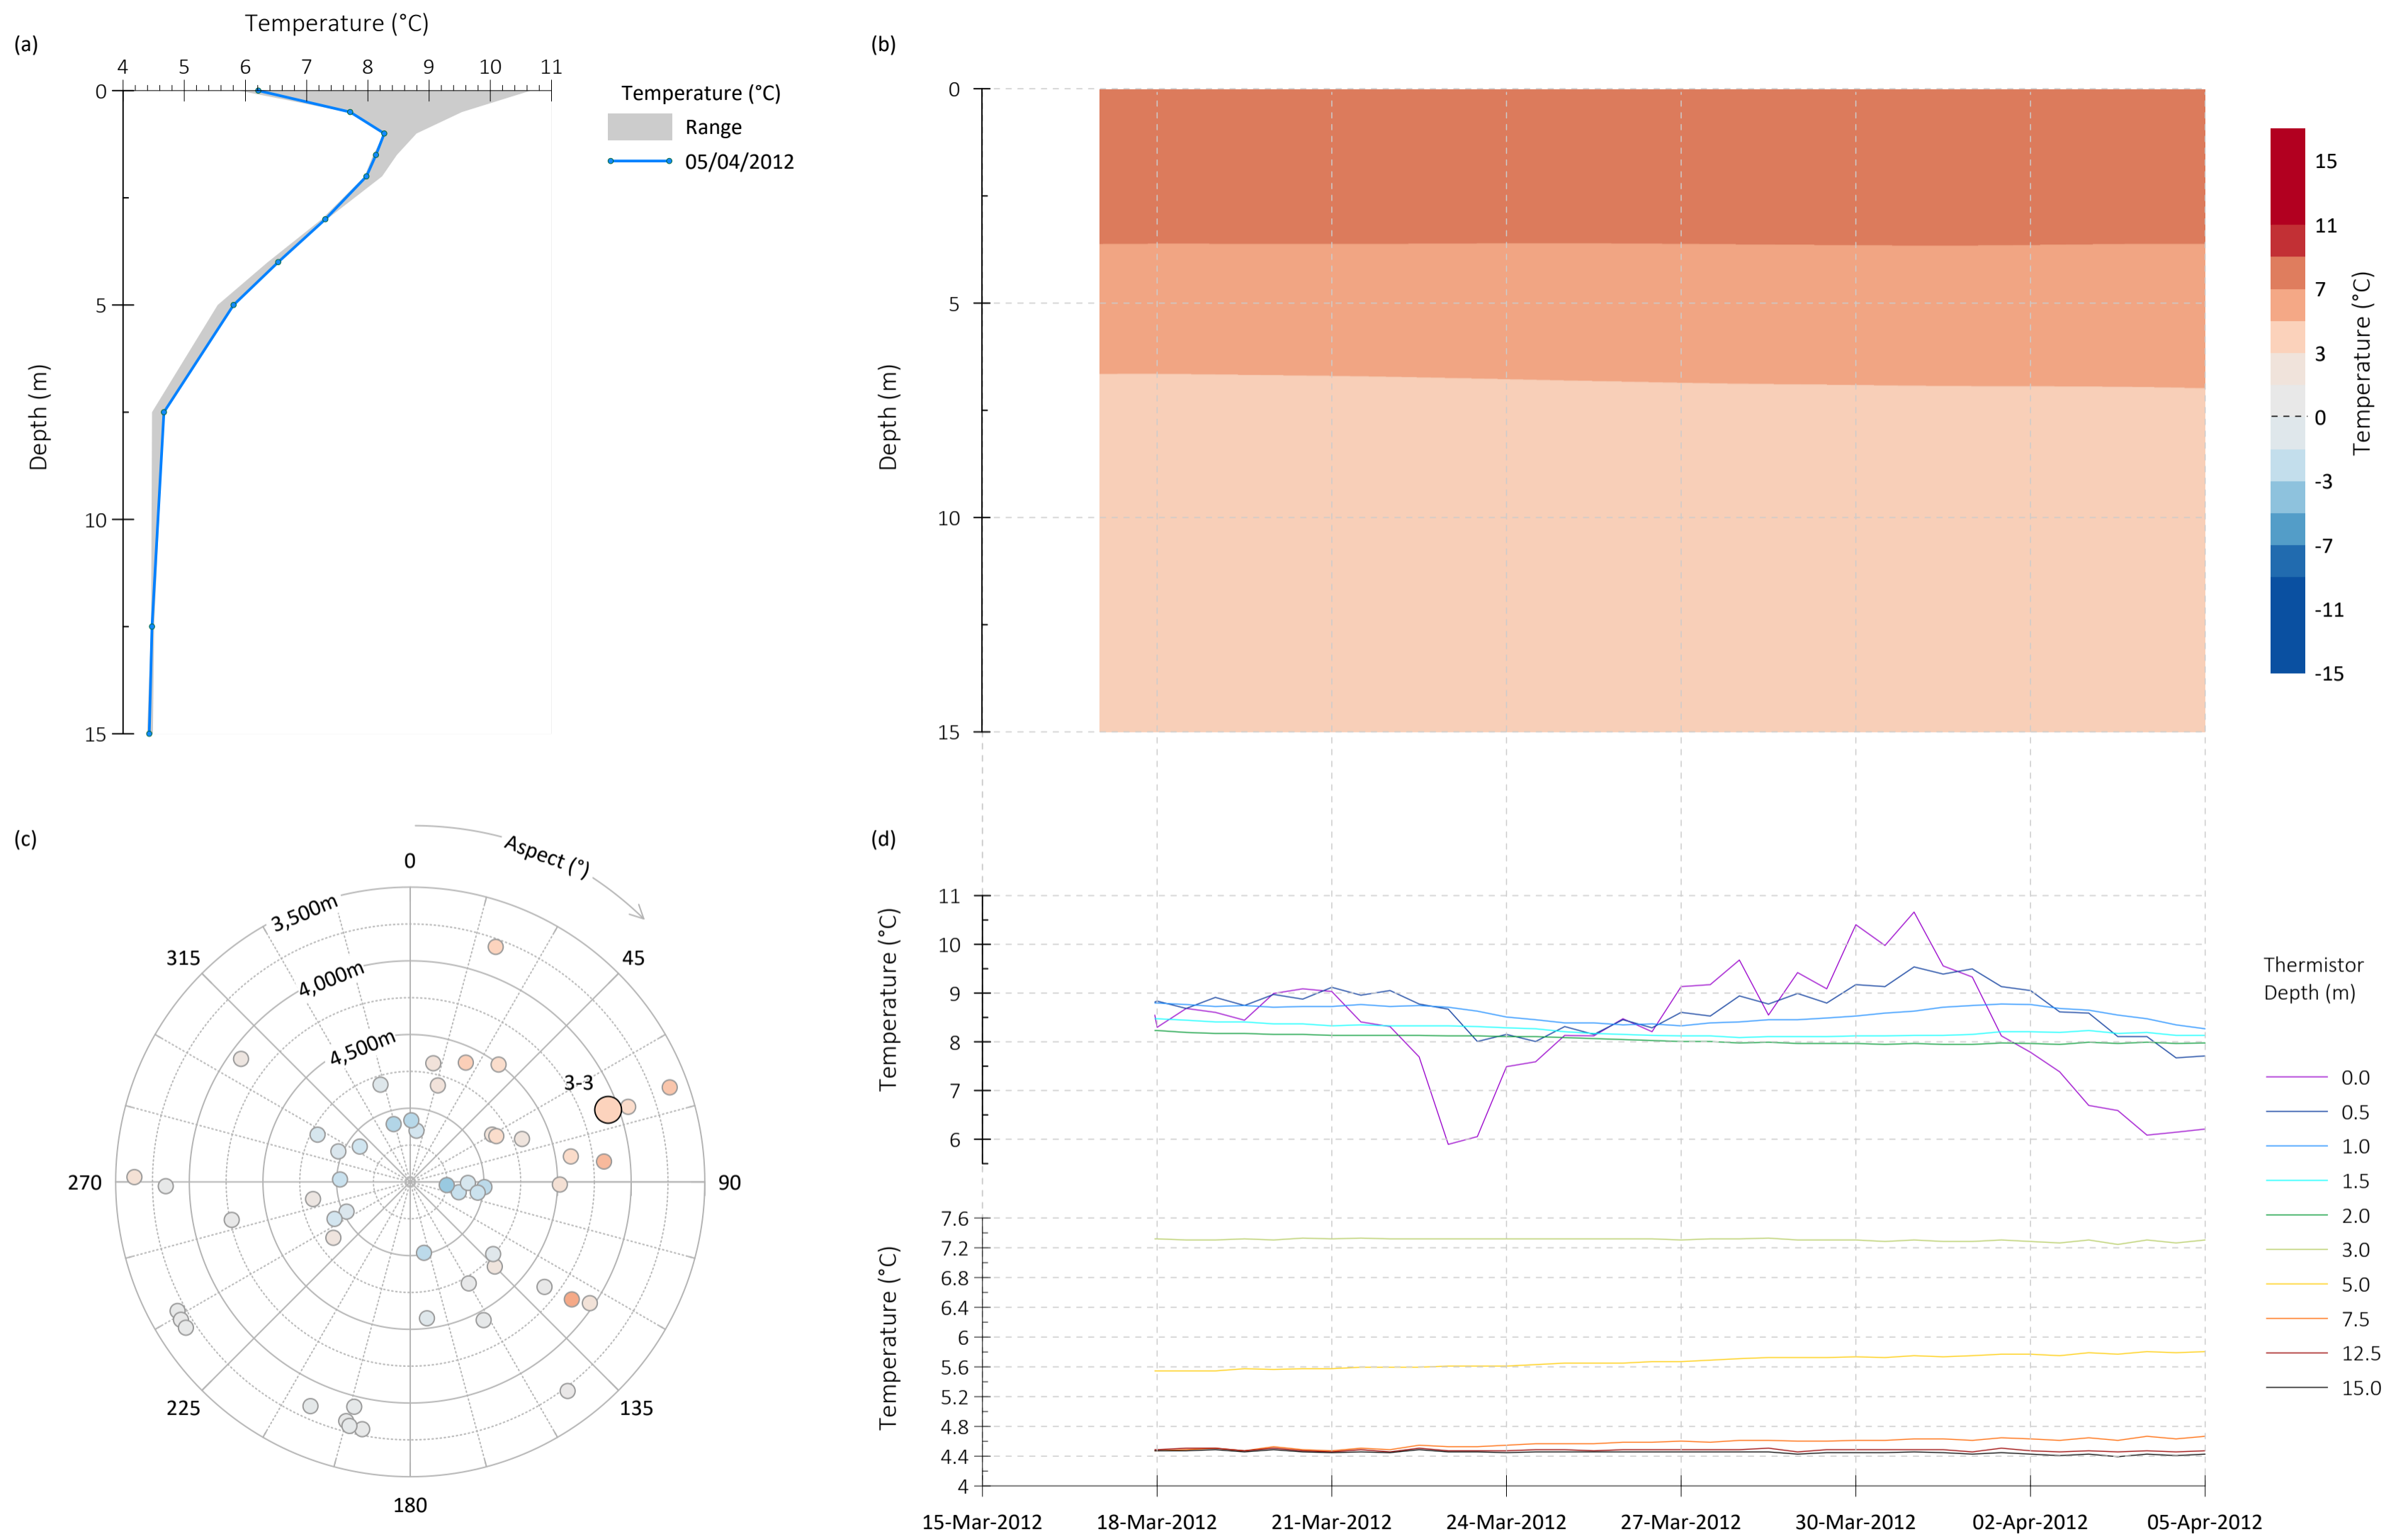 (a)
Temperature (°C)
4 5 6 7 8 9 10 11
0
5
10
15
Depth (m)
Temperature (°C)
Range
05/04/2012
(b)
0
5
10
15
Depth (m)
15
11
7
3
0
-3
-7
-11
-15
Temperature (°C)
(c)
Aspect (°)
0
45
90
135
180
225
270
315
3,500m
4,000m
4,500m
3-3
(d)
11
10
9
8
7
6
Temperature (°C)
7.6
7.2
6.8
6.4
6
5.6
5.2
4.8
4.4
4
Temperature (°C)
15-Mar-2012 18-Mar-2012 21-Mar-2012 24-Mar-2012 27-Mar-2012 30-Mar-2012 02-Apr-2012 05-Apr-2012
Thermistor
Depth (m)
0.0
0.5
1.0
1.5
2.0
3.0
5.0
7.5
12.5
15.0